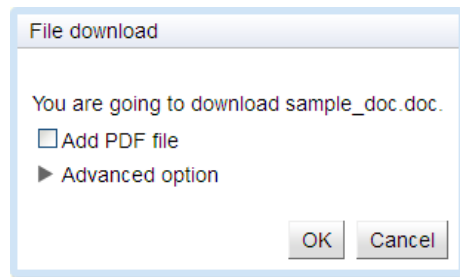 File download
You are going to download sample_doc.doc.
Add PDF file
Advanced option
OK Cancel